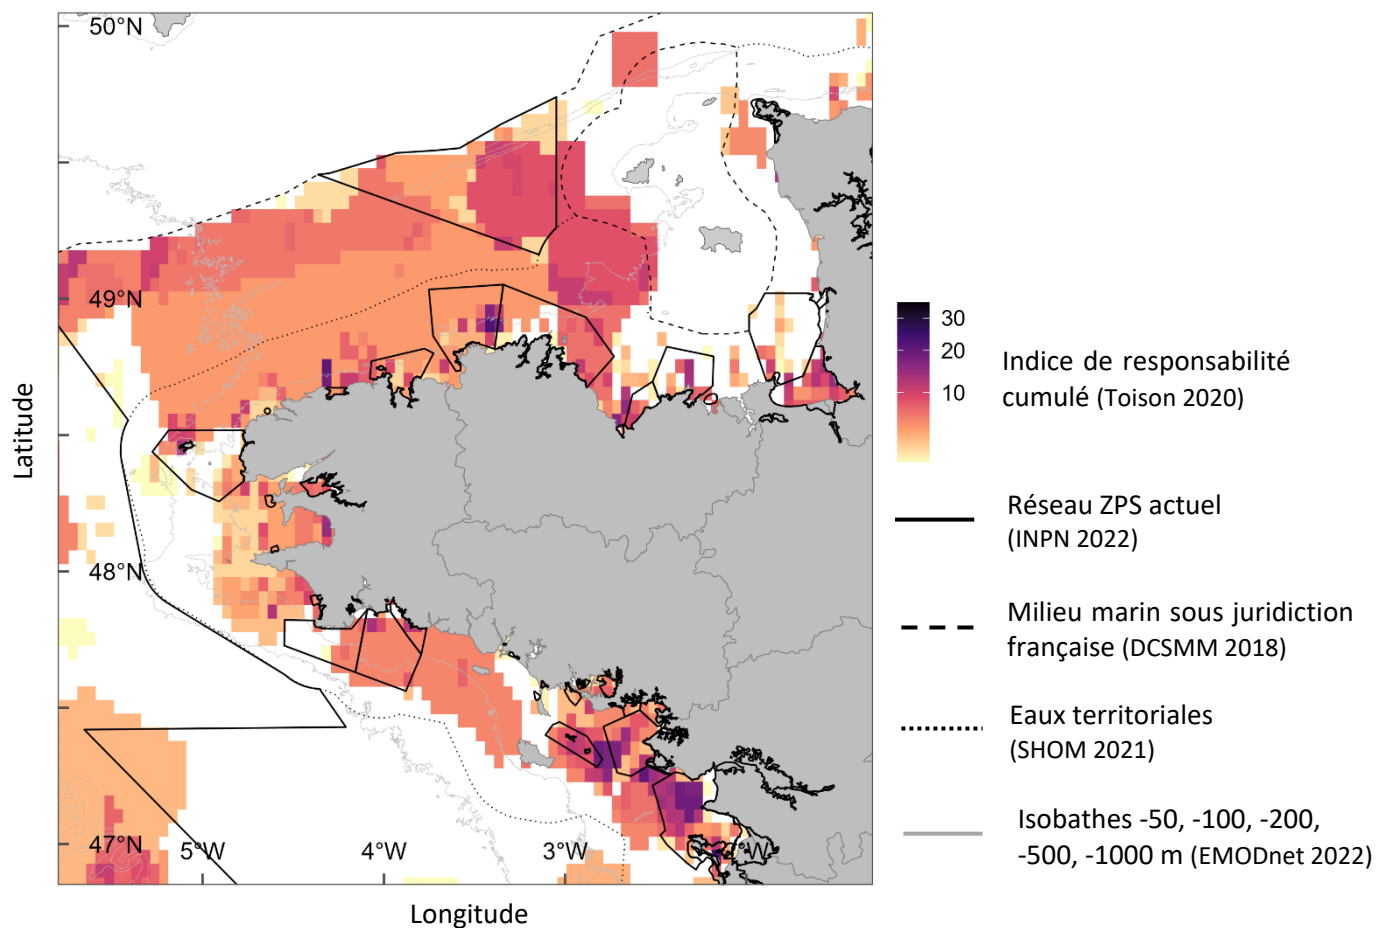 50°N
49°N
48°N
47°N
5°W
4°W
3°W
°W
Latitude
Longitude
30
20
10
Indice de responsabilité
cumulé (Toison 2020)
Réseau ZPS actuel
(INPN 2022)
Milieu marin sous juridiction
française (DCSMM 2018)
Eaux territoriales
(SHOM 2021)
Isobathes -50, -100, -200,
-500, -1000 m (EMODnet 2022)